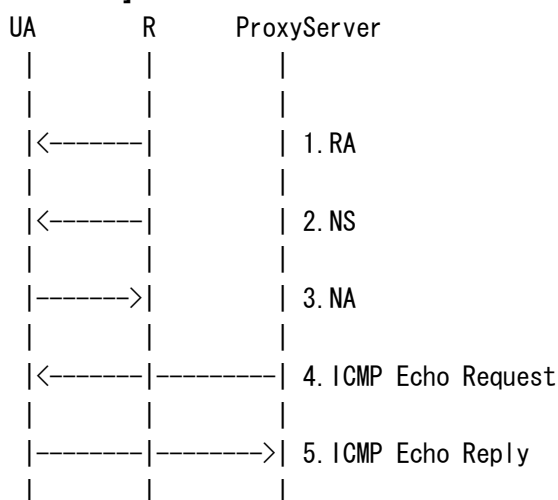 UA R ProxyServer
| | |
| | |
|<-------| | 1.RA
| | |
|<-------| | 2.NS
| | |
|------->| | 3.NA
| | |
|<-------|---------| 4.ICMP Echo Request
| | |
|--------|-------->| 5.ICMP Echo Reply
| | |